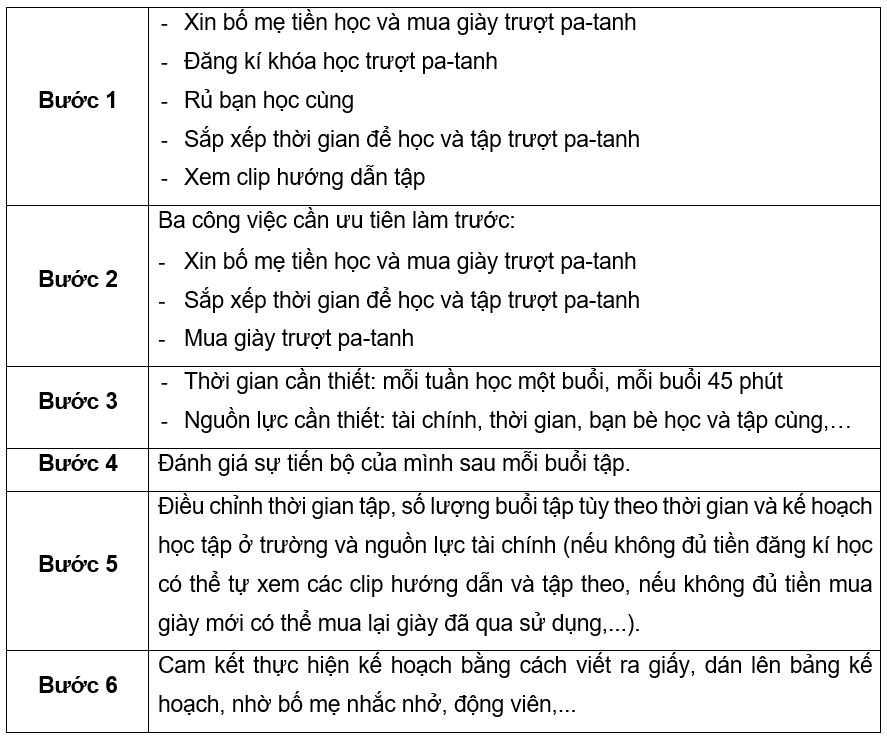 Bước 1
- Xin bố mẹ tiền học và mua giày trượt pa-tanh
- Đăng kí khóa học trượt pa-tanh
- Rủ bạn học cùng
- Sắp xếp thời gian để học và tập trượt pa-tanh
- Xem clip hướng dẫn tập
Bước 2
Ba công việc cần ưu tiên làm trước:
- Xin bố mẹ tiền học và mua giày trượt pa-tanh
- Sắp xếp thời gian để học và tập trượt pa-tanh
- Mua giày trượt pa-tanh
Bước 3
- Thời gian cần thiết: mỗi tuần học một buổi, mỗi buổi 45 phút
- Nguồn lực cần thiết: tài chính, thời gian, bạn bè học và tập cùng,…
Bước 4
Đánh giá sự tiến bộ của mình sau mỗi buổi tập.
Bước 5
Điều chỉnh thời gian tập, số lượng buổi tập tùy theo thời gian và kế hoạch
học tập ở trường và nguồn lực tài chính (nếu không đủ tiền đăng kí học
có thể tự xem các clip hướng dẫn và tập theo, nếu không đủ tiền mua
giày mới có thể mua lại giày đã qua sử dụng,...).
Bước 6
Cam kết thực hiện kế hoạch bằng cách viết ra giấy, dán lên bảng kế
hoạch, nhờ bố mẹ nhắc nhở, động viên,...